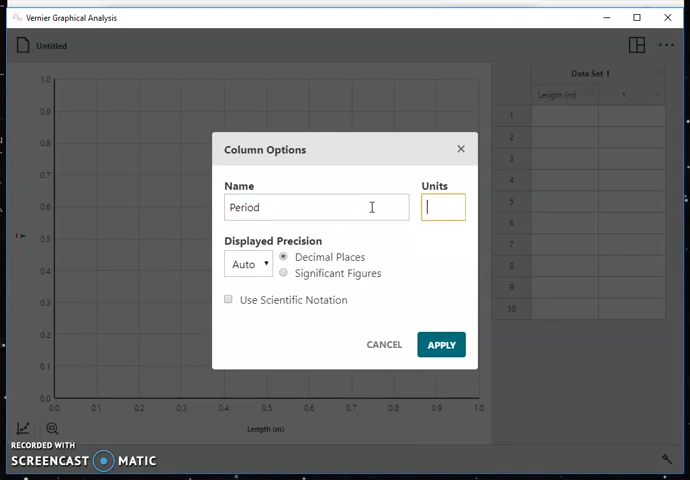 Vernier Graphical Analysis
Untitled
Data Set 1
Length (m)
Y
1
2
3
4
5
6
7
8
9
10
1.0
0.9
0.8
0.7
0.6
0.5
0.4
0.3
0.2
0.1
0.0
Y
0.0 0.1 0.2 0.3 0.4 0.5 0.6 0.7 0.8 0.9 1.0
Length (m)
Column Options
Name
Units
Period
Displayed Precision
Auto
Decimal Places
Significant Figures
Use Scientific Notation
CANCEL
APPLY
RECORDED WITH
SCREENCAST MATIC